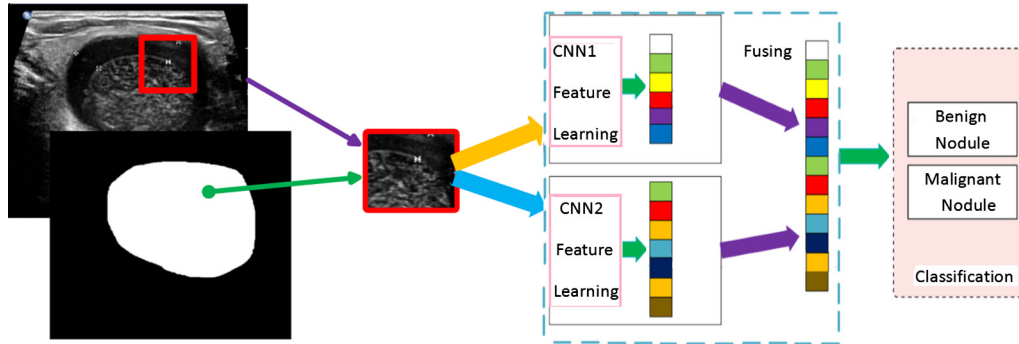 CNN1
Feature
Learning
Fusing
CNN2
Feature
Learning
Benign
Nodule
Malignant
Nodule
Classification